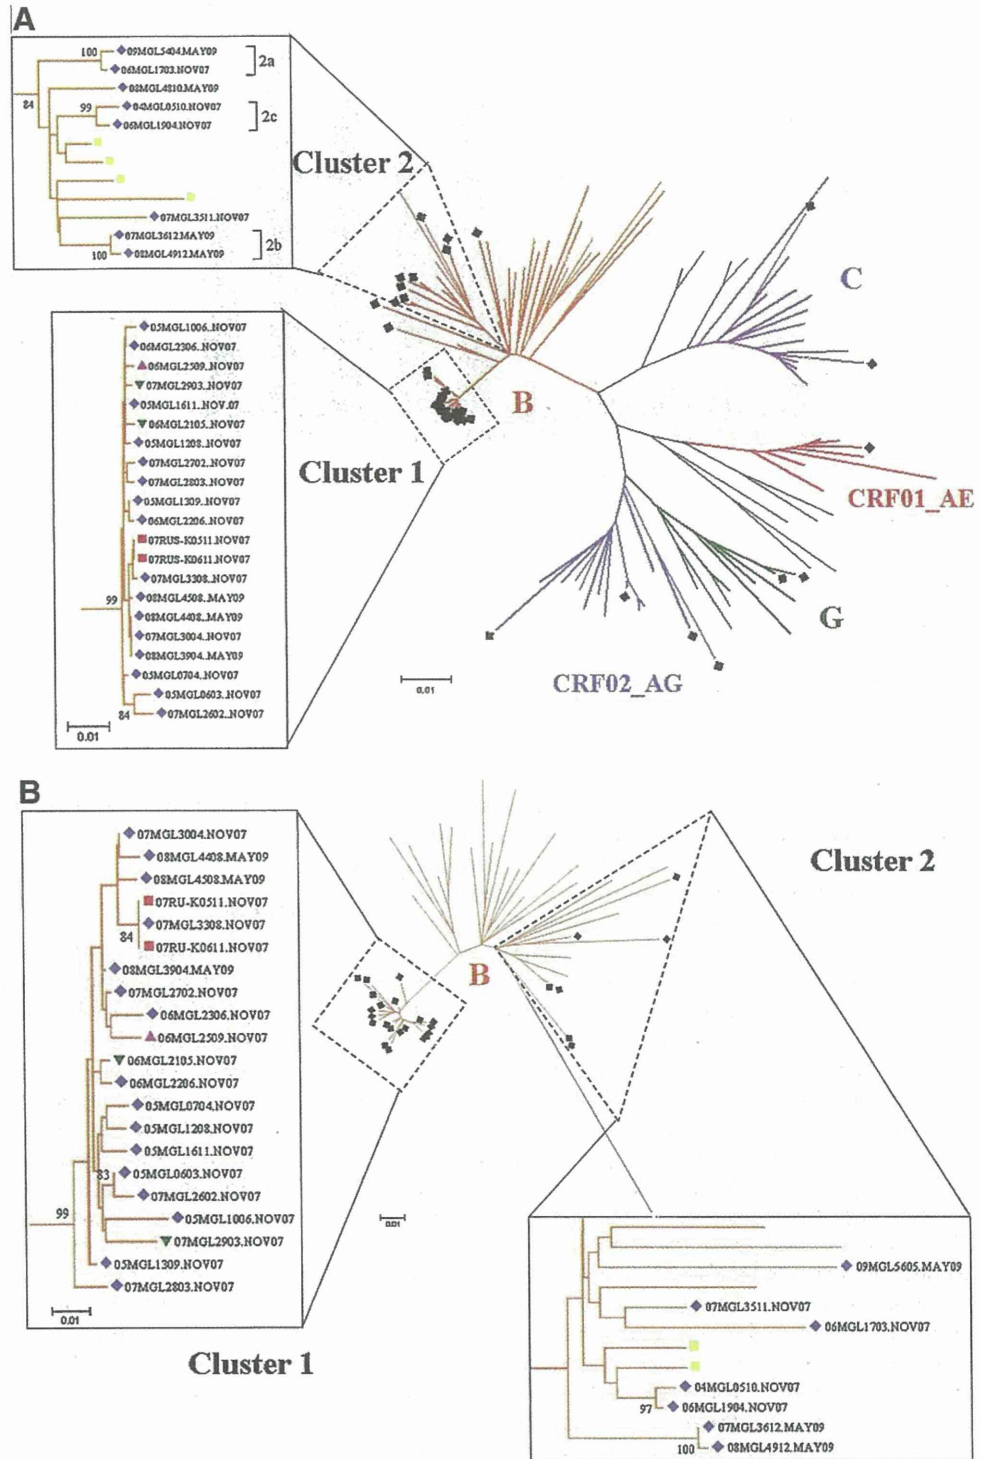 A
100
09MGL5404.MAY09
06MGL1703.NOV07
2a
84
08MGL4810.MAY09
99
04MGL0510.NOV07
06MGL1904.NOV07
2c
07MGL3511.NOV07
07MGL3612.MAY09
2b
100
08MGL4912.MAY09
Cluster 2
C
B
05MGL1006..NOV07
06MGL2306..NOV07
06MGL2509..NOV07
07MGL2903..NOV07
05MGL1611..NOV.07
06MGL2105..NOV07
05MGL1208..NOV07
07MGL2702..NOV07
07MGL2803..NOV07
05MGL1309..NOV07
06MGL2206..NOV07
07RUS-K0511.NOV07
07RUS-K0611.NOV07
07MGL3308..NOV07
99
08MGL4508..MAY09
08MGL4408..MAY09
07MGL3004..NOV07
08MGL3904..MAY09
05MGL0704..NOV07
05MGL0603..NOV07
84
07MGL2602..NOV07
0.01
Cluster 1
CRF01_AE
G
CRF02_AG
0.01
B
07MGL3004.NOV07
08MGL4408.MAY09
08MGL4508.MAY09
07RU-K0511.NOV07
07MGL3308.NOV07
84
07RU-K0611.NOV07
08MGL3904.MAY09
07MGL2702.NOV07
06MGL2306.NOV07
06MGL2509.NOV07
06MGL2105.NOV07
06MGL2206.NOV07
05MGL0704.NOV07
05MGL1208.NOV07
05MGL1611.NOV07
83
05MGL0603.NOV07
07MGL2602.NOV07
99
05MGL1006.NOV07
07MGL2903.NOV07
05MGL1309.NOV07
07MGL2803.NOV07
0.01
Cluster 1
B
Cluster 2
0.01
09MGL5605.MAY09
07MGL3511.NOV07
06MGL1703.NOV07
04MGL0510.NOV07
97
06MGL1904.NOV07
07MGL3612.MAY09
100
08MGL4912.MAY09